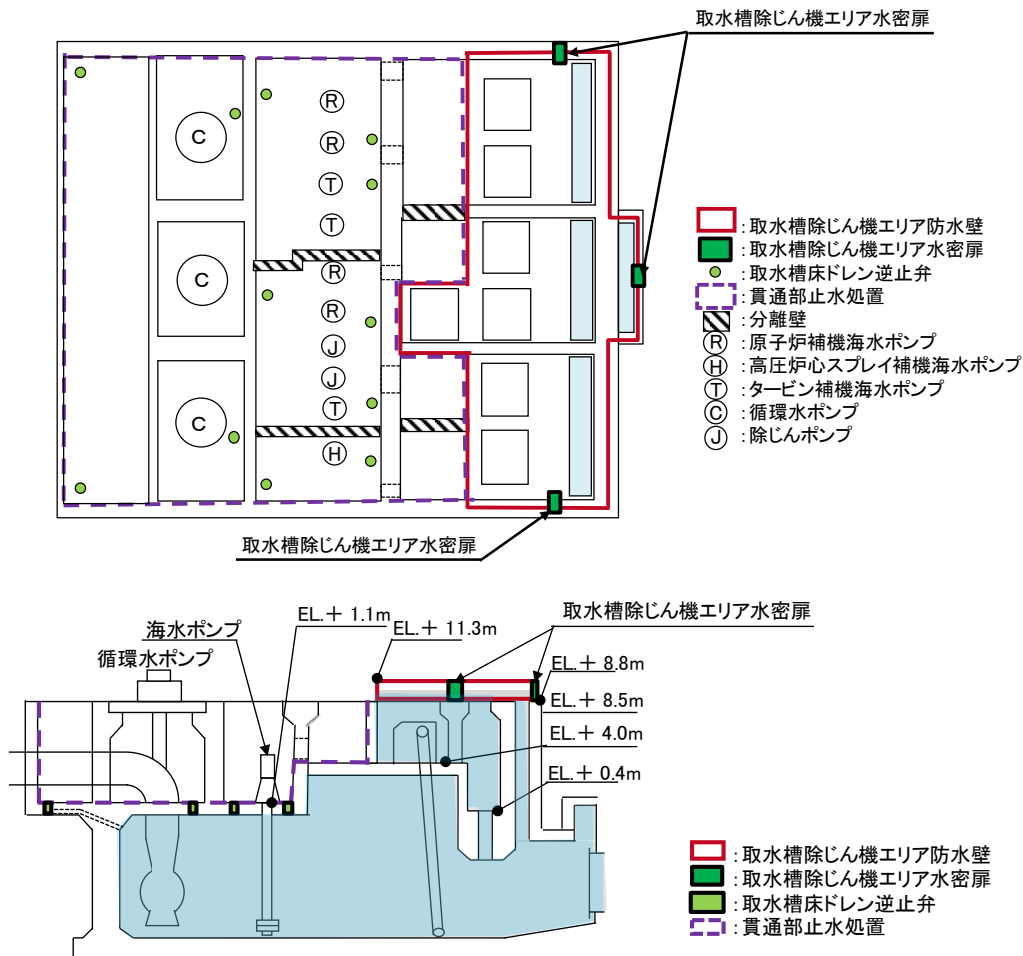 取水槽除じん機エリア水密扉
R
C
R
T
T
C
R
R
J
J
T
C
H
取水槽除じん機エリア水密扉
:取水槽除じん機エリア防水壁
:取水槽除じん機エリア水密扉
:取水槽床ドレン逆止弁
:貫通部止水処置
:分離壁
R :原子炉補機海水ポンプ
H :高圧炉心スプレイ補機海水ポンプ
T :タービン補機海水ポンプ
C :循環水ポンプ
J :除じんポンプ
海水ポンプ
循環水ポンプ
EL.+ 1.1m
EL.+ 11.3m
取水槽除じん機エリア水密扉
EL.+ 8.8m
EL.+ 8.5m
EL.+ 4.0m
EL.+ 0.4m
:取水槽除じん機エリア防水壁
:取水槽除じん機エリア水密扉
:取水槽床ドレン逆止弁
:貫通部止水処置